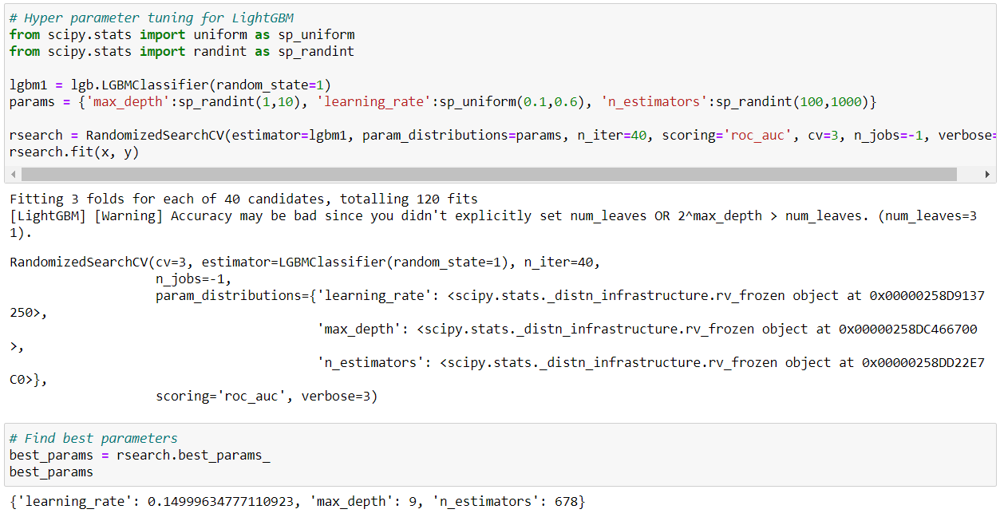 # Hyper parameter tuning for LightGBM
from scipy.stats import uniform as sp_uniform
from scipy.stats import randint as sp_randint
lgbm1 = lgb.LGBMClassifier(random_state=1)
params = {'max_depth':sp_randint(1,10), 'learning_rate':sp_uniform(0.1,0.6), 'n_estimators':sp_randint(100,1000)}
rsearch = RandomizedSearchCV(estimator=lgbm1, param_distributions=params, n_iter=40, scoring='roc_auc', cv=3, n_jobs=-1, verbose=
rsearch.fit(x, y)
Fitting 3 folds for each of 40 candidates, totalling 120 fits
[LightGBM] [Warning] Accuracy may be bad since you didn't explicitly set num_leaves OR 2^max_depth > num_leaves. (num_leaves=3
1).
RandomizedSearchCV(cv=3, estimator=LGBMClassifier(random_state=1), n_iter=40,
n_jobs=-1,
param_distributions={'learning_rate': <scipy.stats._distn_infrastructure.rv_frozen object at 0x00000258D9137
250>,
'max_depth': <scipy.stats._distn_infrastructure.rv_frozen object at 0x00000258DC466700
>,
'n_estimators': <scipy.stats._distn_infrastructure.rv_frozen object at 0x00000258DD22E7
C0>},
scoring='roc_auc', verbose=3)
# Find best parameters
best_params = rsearch.best_params_
best_params
{'learning_rate': 0.14999634777110923, 'max_depth': 9, 'n_estimators': 678}